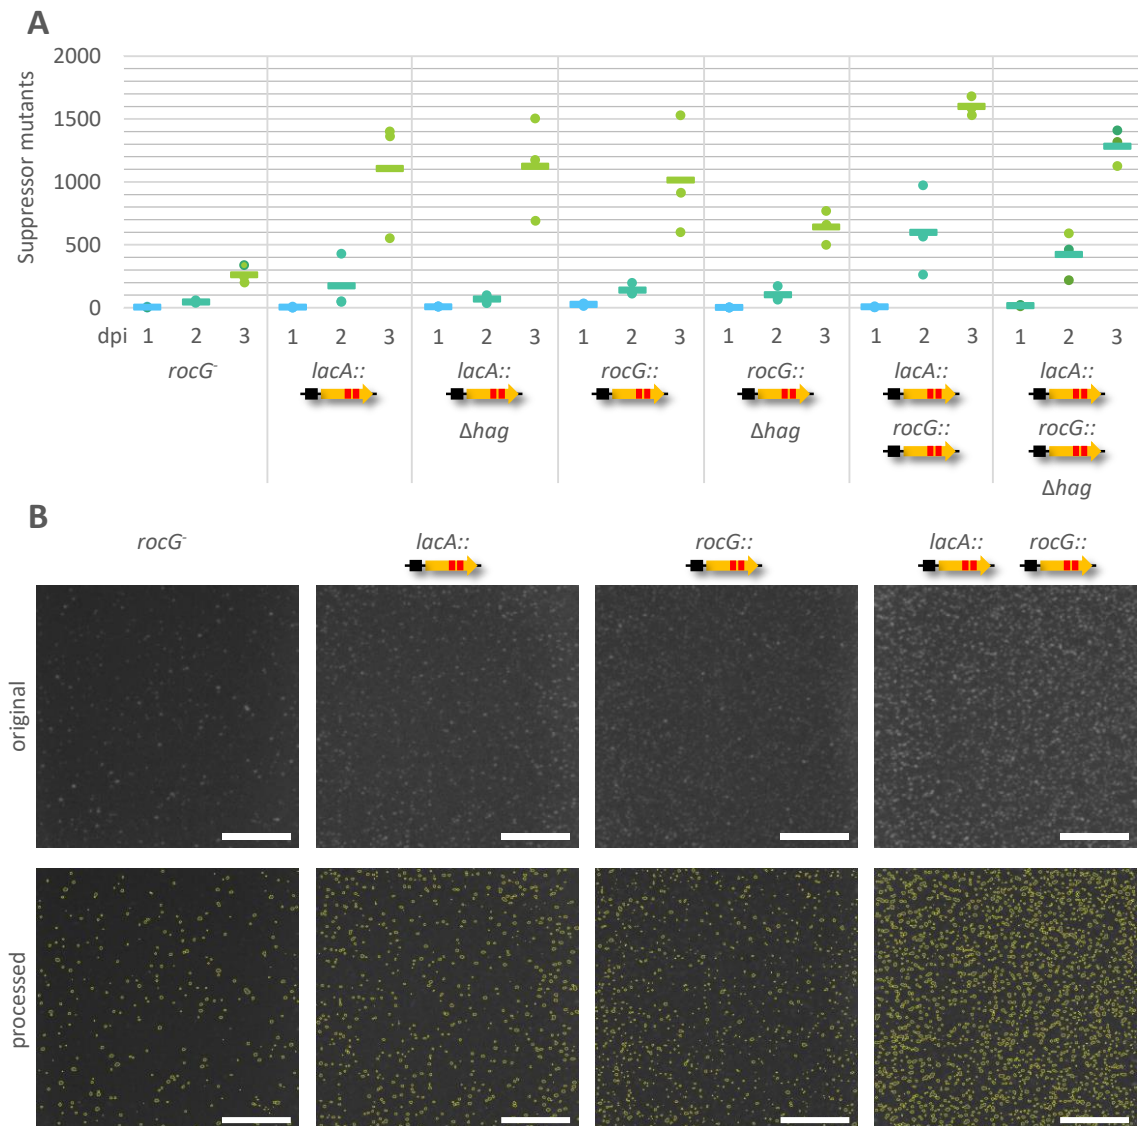 A
Suppressor mutants
2000
1500
1000
500
0
dpi 1 2 3 1 2 3 1 2 3 1 2 3 1 2 3 1 2 3 1 2 3
rocG- lacA:: lacA:: rocG:: rocG:: lacA:: lacA::
rocG:: rocG::
Δhag Δhag
Δhag
B
rocG- lacA:: rocG:: lacA:: rocG::
original
processed